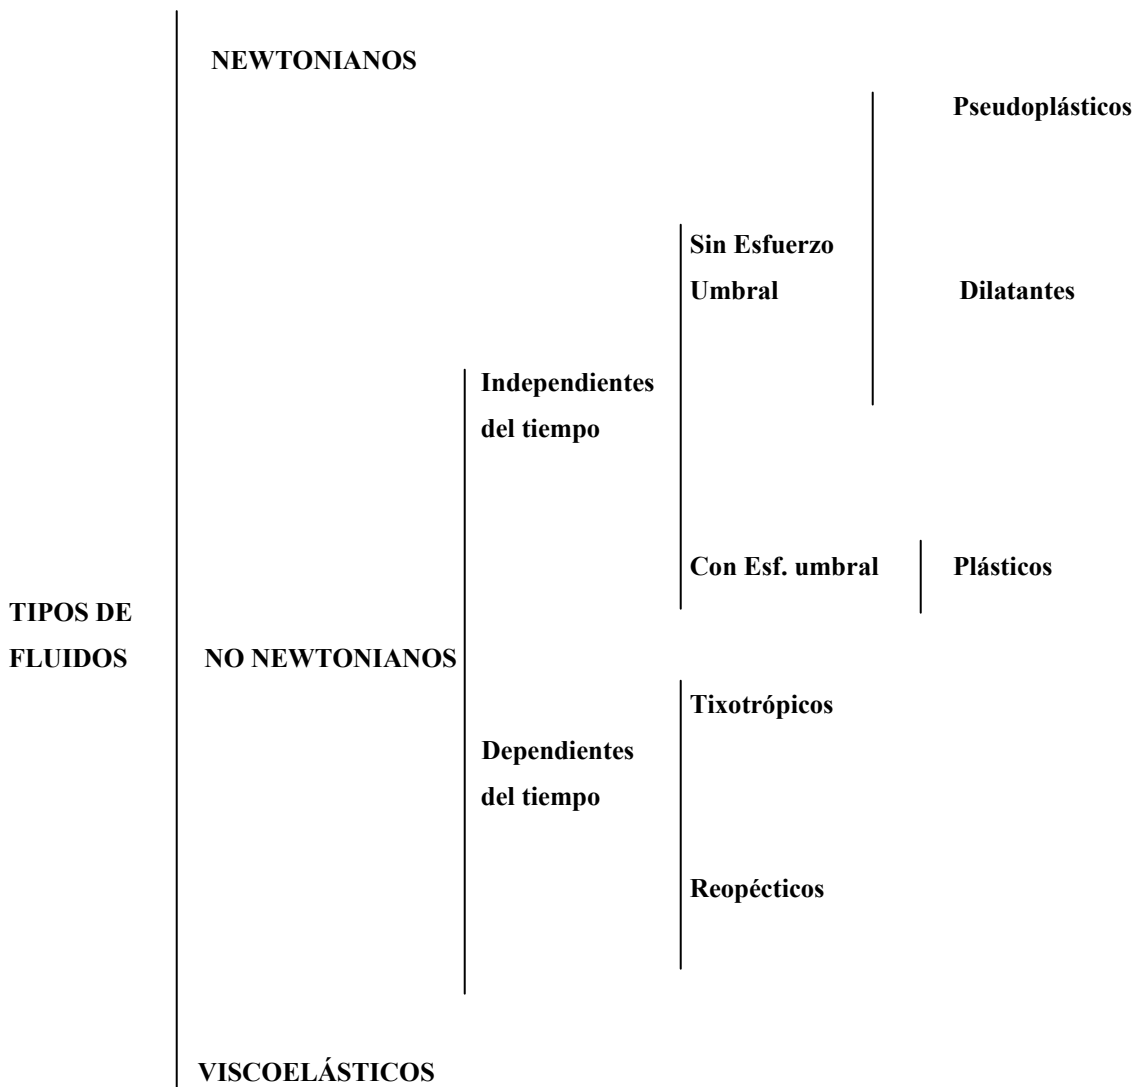 NEWTONIANOS
Pseudoplásticos
Sin Esfuerzo
Umbral
Dilatantes
Independientes
del tiempo
Con Esf. umbral
Plásticos
TIPOS DE
FLUIDOS
NO NEWTONIANOS
Tixotrópicos
Dependientes
del tiempo
Reopécticos
VISCOELÁSTICOS